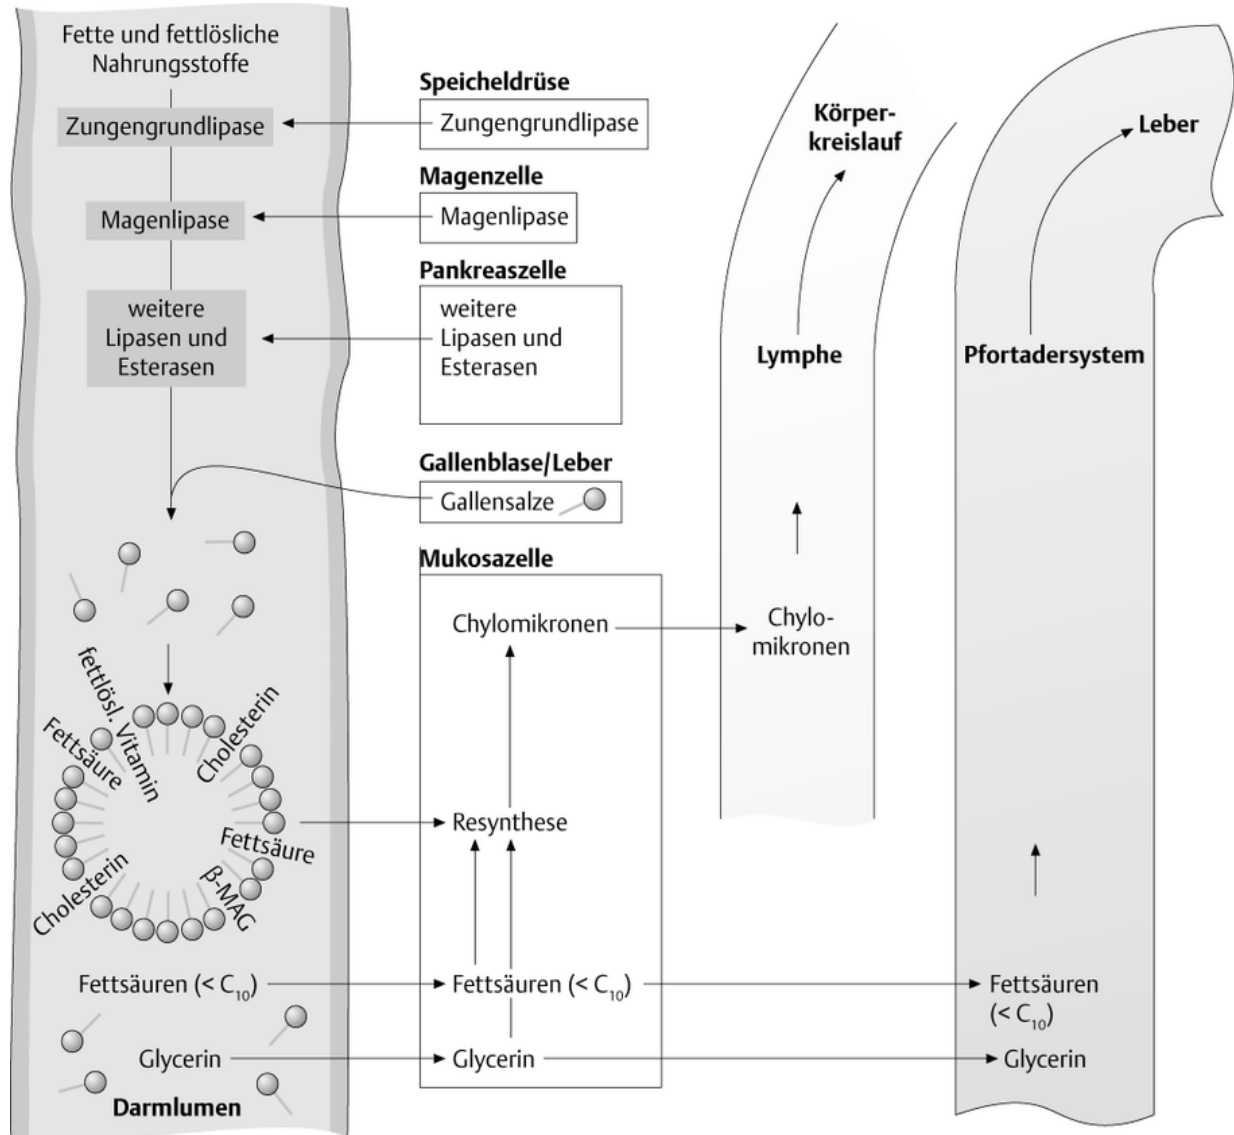 Fette und fettlösliche
Nahrungsstoffe
Zungengrundlipase
Magenlipase
weitere
Lipasen und
Esterasen
Speicheldrüse
Zungengrundlipase
Magenzelle
Magenlipase
Pankreaszelle
weitere
Lipasen und
Esterasen
Gallenblase/Leber
Gallensalze
Mukosazelle
Chylomikronen
Resynthese
Fettsäuren (< C₁₀)
Glycerin
fettlösl. Vitamin
Fettsäure
Cholesterin
Fettsäure
β-MAG
Cholesterin
Fettsäuren (< C₁₀)
Glycerin
Darmlumen
Körper-
kreislauf
Lymphe
Chylo-
mikronen
Leber
Pfortadersystem
Fettsäuren
(< C₁₀)
Glycerin